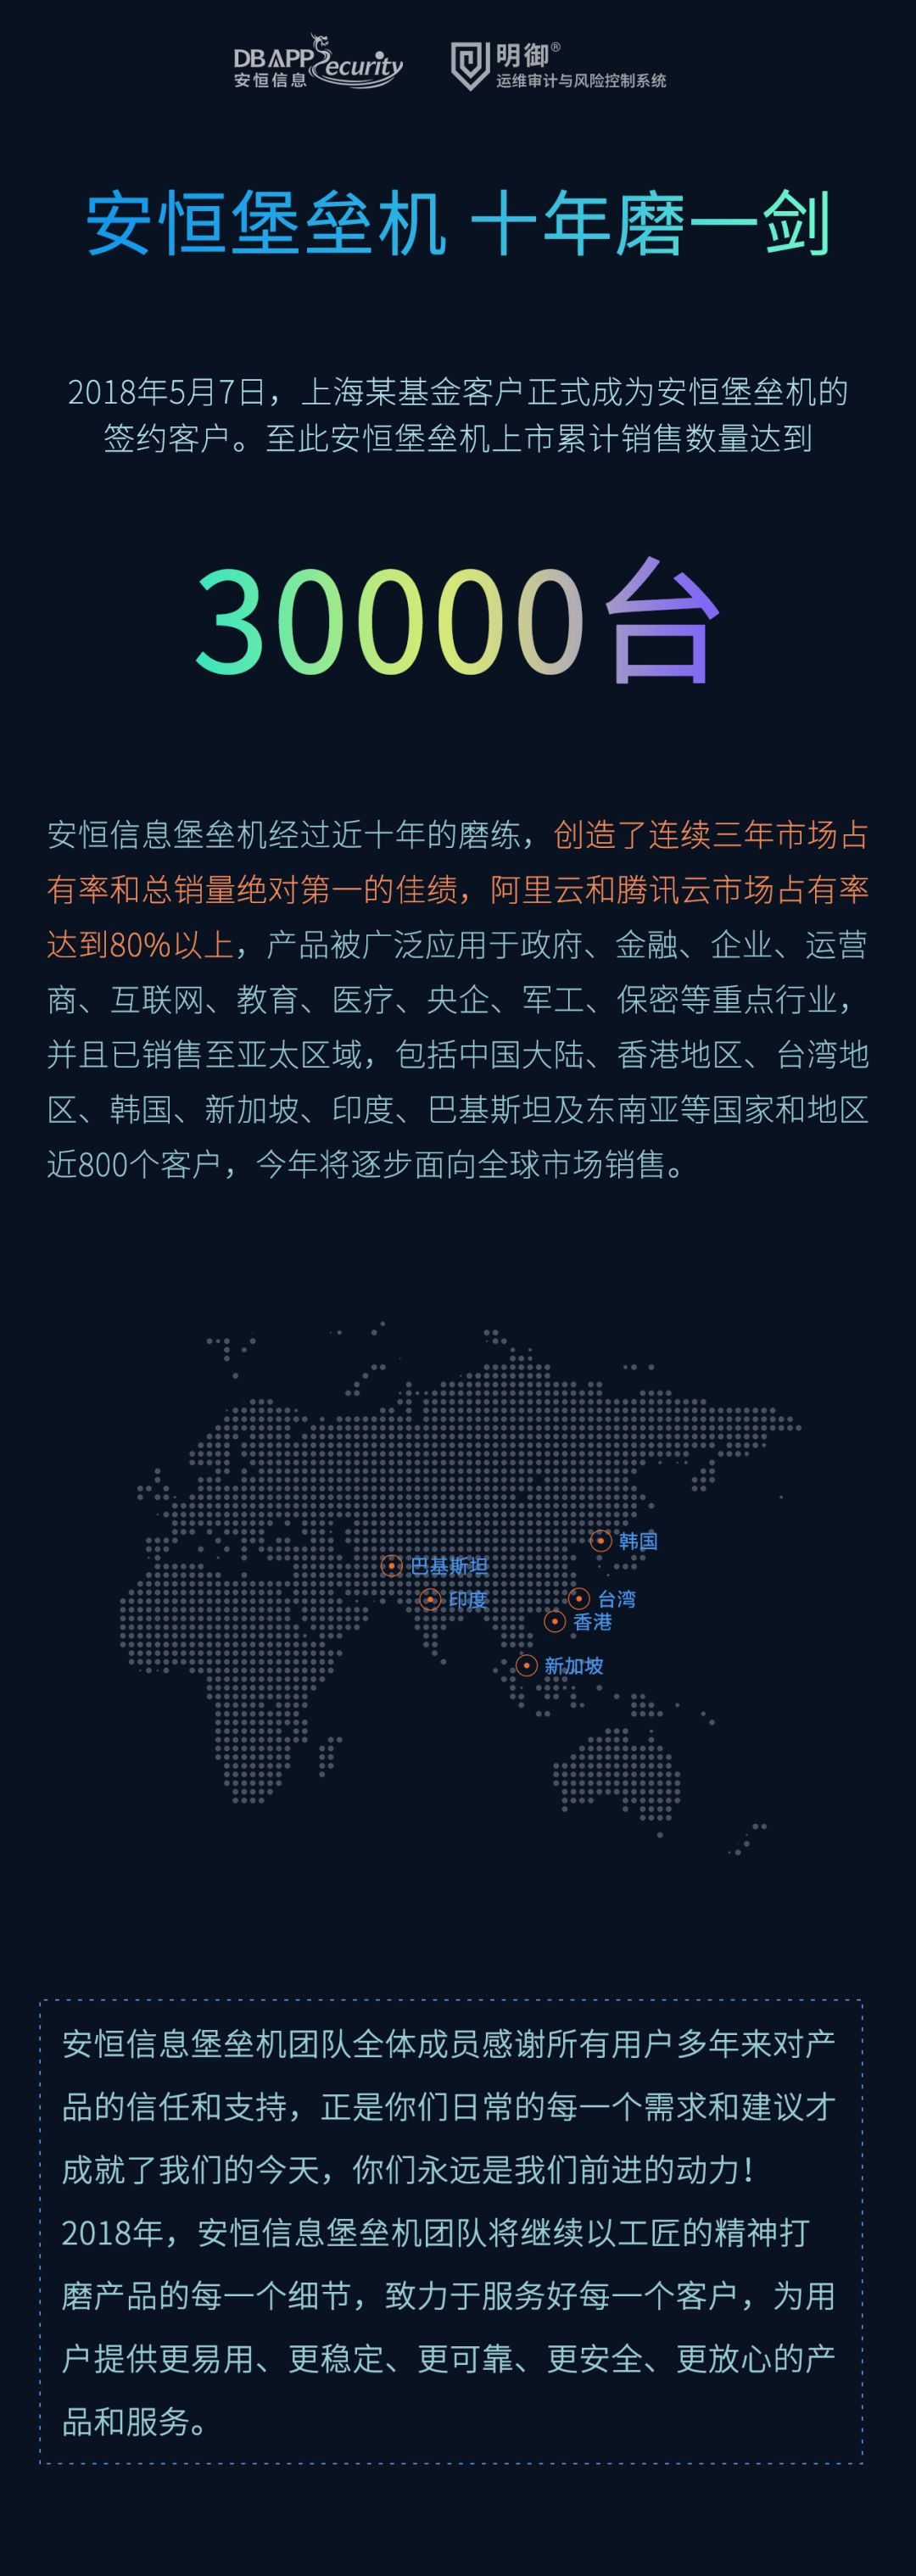 DBAPPSecurity
安恒信息
明御®
运维审计与风险控制系统
安恒堡垒机 十年磨一剑
2018年5月7日，上海某基金客户正式成为安恒堡垒机的
签约客户。至此安恒堡垒机上市累计销售数量达到
30000台
安恒信息堡垒机经过近十年的磨练，创造了连续三年市场占
有率和总销量绝对第一的佳绩，阿里云和腾讯云市场占有率
达到80%以上，产品被广泛应用于政府、金融、企业、运营
商、互联网、教育、医疗、央企、军工、保密等重点行业，
并且已销售至亚太区域，包括中国大陆、香港地区、台湾地
区、韩国、新加坡、印度、巴基斯坦及东南亚等国家和地区
近800个客户，今年将逐步面向全球市场销售。
韩国
巴基斯坦
印度
台湾
香港
新加坡
安恒信息堡垒机团队全体成员感谢所有用户多年来对产
品的信任和支持，正是你们日常的每一个需求和建议才
成就了我们的今天，你们永远是我们前进的动力！
2018年，安恒信息堡垒机团队将继续以工匠的精神打
磨产品的每一个细节，致力于服务好每一个客户，为用
户提供更易用、更稳定、更可靠、更安全、更放心的产
品和服务。